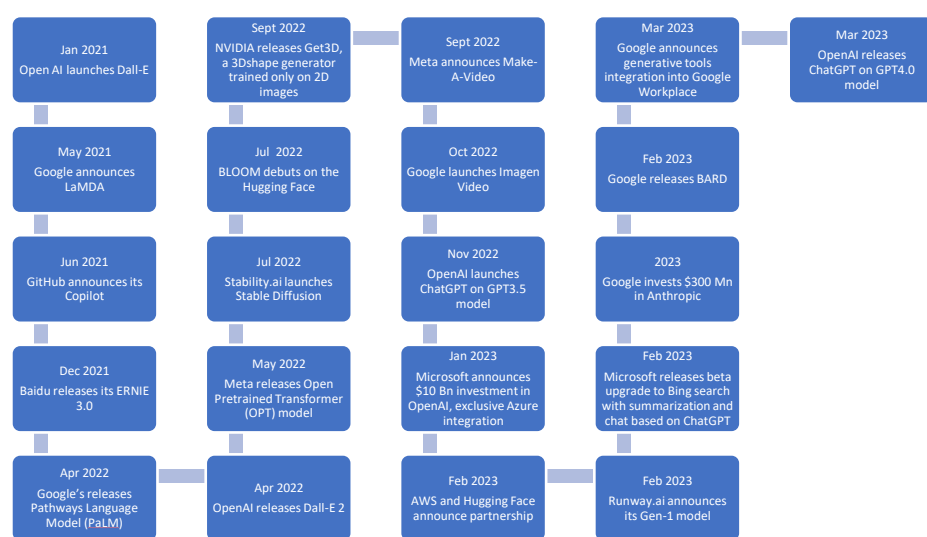 Jan 2021
Open AI launches Dall-E
May 2021
Google announces
LaMDA
Jun 2021
GitHub announces its
Copilot
Dec 2021
Baidu releases its ERNIE
3.0
Apr 2022
Google's releases
Pathways Language
Model (PaLM)
Apr 2022
OpenAI releases Dall-E 2
May 2022
Meta releases Open
Pretrained Transformer
(OPT) model
Jul 2022
Stability.ai launches
Stable Diffusion
Jul 2022
BLOOM debuts on the
Hugging Face
Sept 2022
NVIDIA releases Get3D,
a 3Dshape generator
trained only on 2D
images
Sept 2022
Meta announces Make-
A-Video
Oct 2022
Google launches Imagen
Video
Nov 2022
OpenAI launches
ChatGPT on GPT3.5
model
Jan 2023
Microsoft announces
$10 Bn investment in
OpenAI, exclusive Azure
integration
Feb 2023
AWS and Hugging Face
announce partnership
Feb 2023
Runway.ai announces
its Gen-1 model
Feb 2023
Microsoft releases beta
upgrade to Bing search
with summarization and
chat based on ChatGPT
2023
Google invests $300 Mn
in Anthropic
Feb 2023
Google releases BARD
Mar 2023
Google announces
generative tools
integration into Google
Workplace
Mar 2023
OpenAI releases
ChatGPT on GPT4.0
model